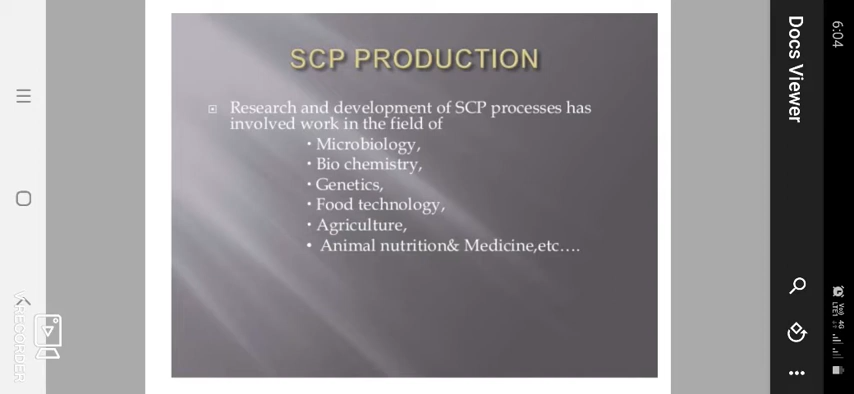 SCP PRODUCTION
Research and development of SCP processes has
involved work in the field of
• Microbiology,
• Bio chemistry,
• Genetics,
• Food technology,
• Agriculture,
• Animal nutrition& Medicine,etc….
Docs Viewer
6:04
VRECORDER